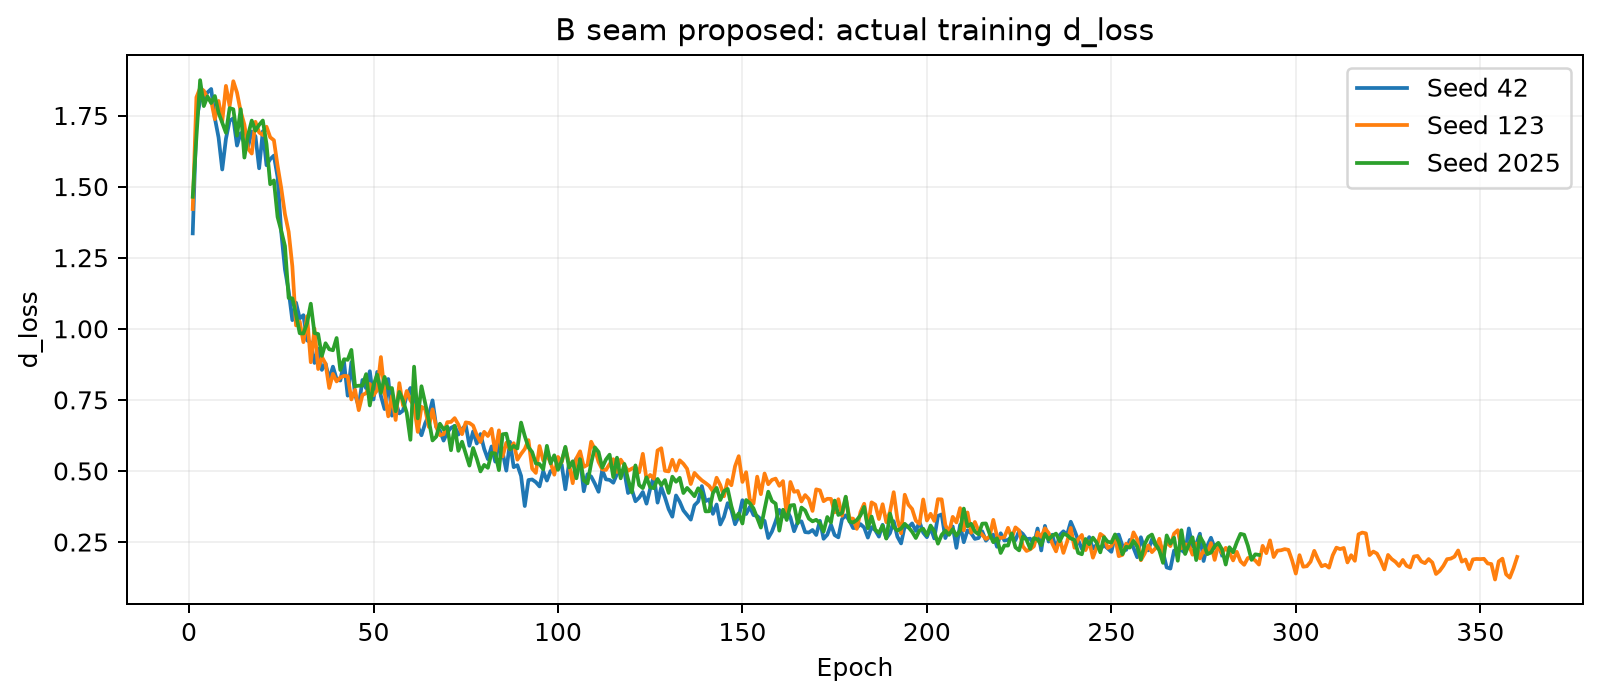 B seam proposed: actual training d_loss
Seed 42
Seed 123
Seed 2025
d_loss
1.75
1.50
1.25
1.00
0.75
0.50
0.25
0 50 100 150 200 250 300 350
Epoch